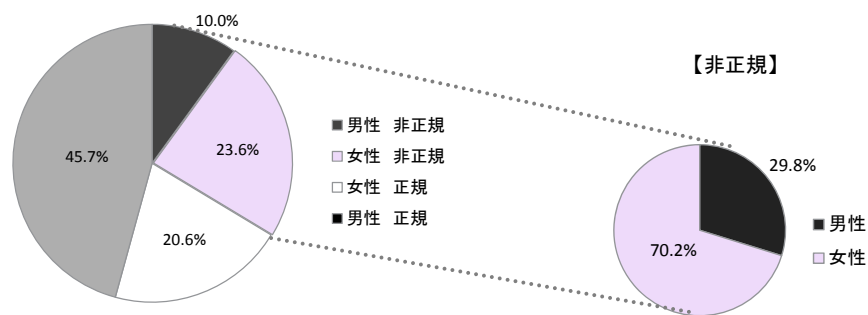 10.0%
23.6%
20.6%
45.7%
男性　非正規
女性　非正規
女性　正規
男性　正規
【非正規】
29.8%
70.2%
男性
女性